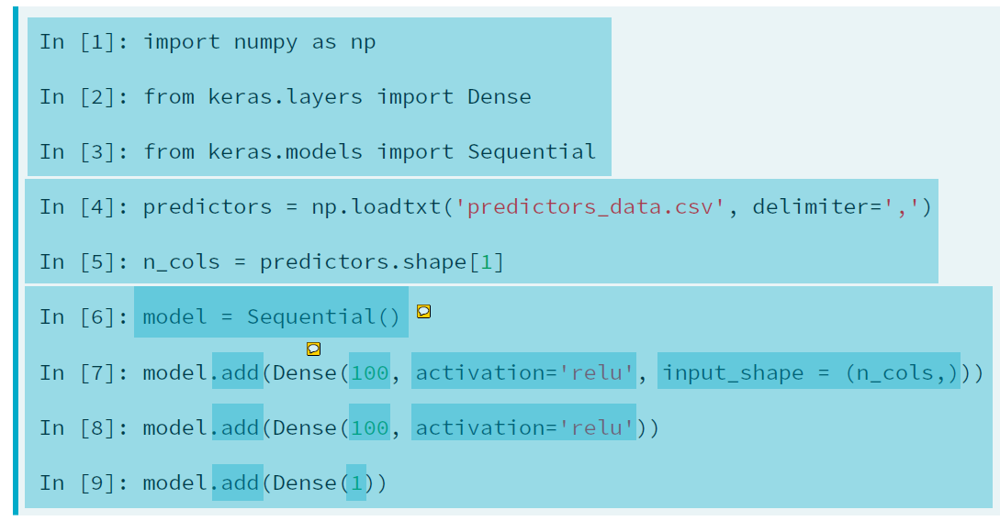 In [1]: import numpy as np
In [2]: from keras.layers import Dense
In [3]: from keras.models import Sequential
In [4]: predictors = np.loadtxt('predictors_data.csv', delimiter=',')
In [5]: n_cols = predictors.shape[1]
In [6]: model = Sequential()
In [7]: model.add(Dense(100, activation='relu', input_shape = (n_cols,)))
In [8]: model.add(Dense(100, activation='relu'))
In [9]: model.add(Dense(1))